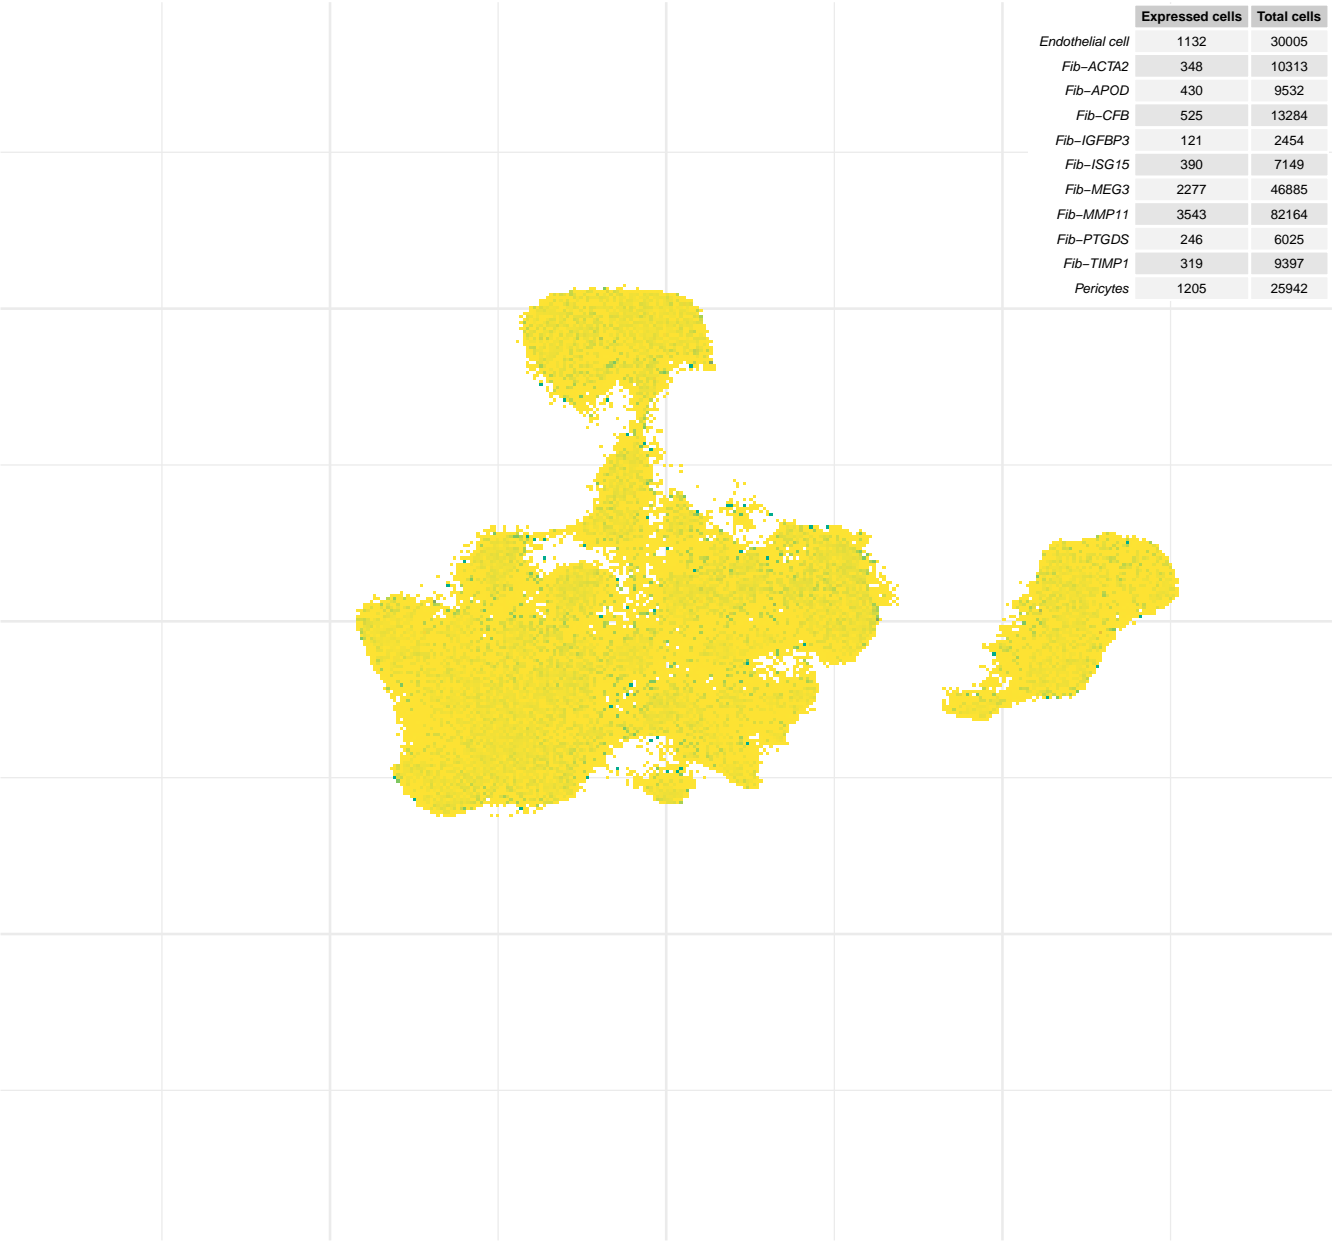 Expressed cells Total cells
Endothelial cell 1132 30005
Fib−ACTA2 348 10313
Fib−APOD 430 9532
Fib−CFB 525 13284
Fib−IGFBP3 121 2454
Fib−ISG15 390 7149
Fib−MEG3 2277 46885
Fib−MMP11 3543 82164
Fib−PTGDS 246 6025
Fib−TIMP1 319 9397
Pericytes 1205 25942